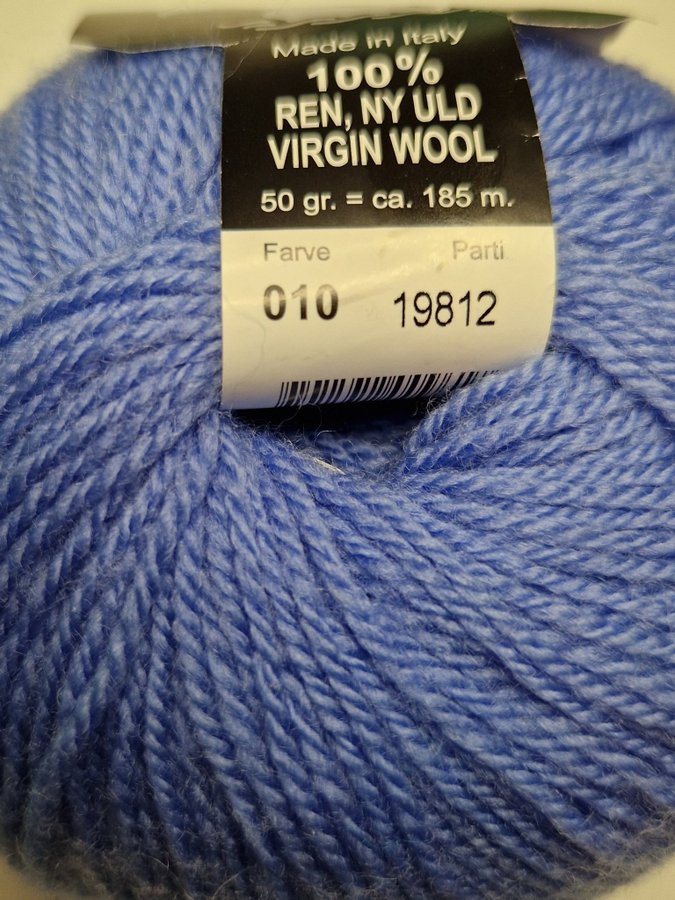 Made in Italy
100%
REN, NY ULD
VIRGIN WOOL
50 gr. = ca. 185 m.
Farve Parti
010 19812